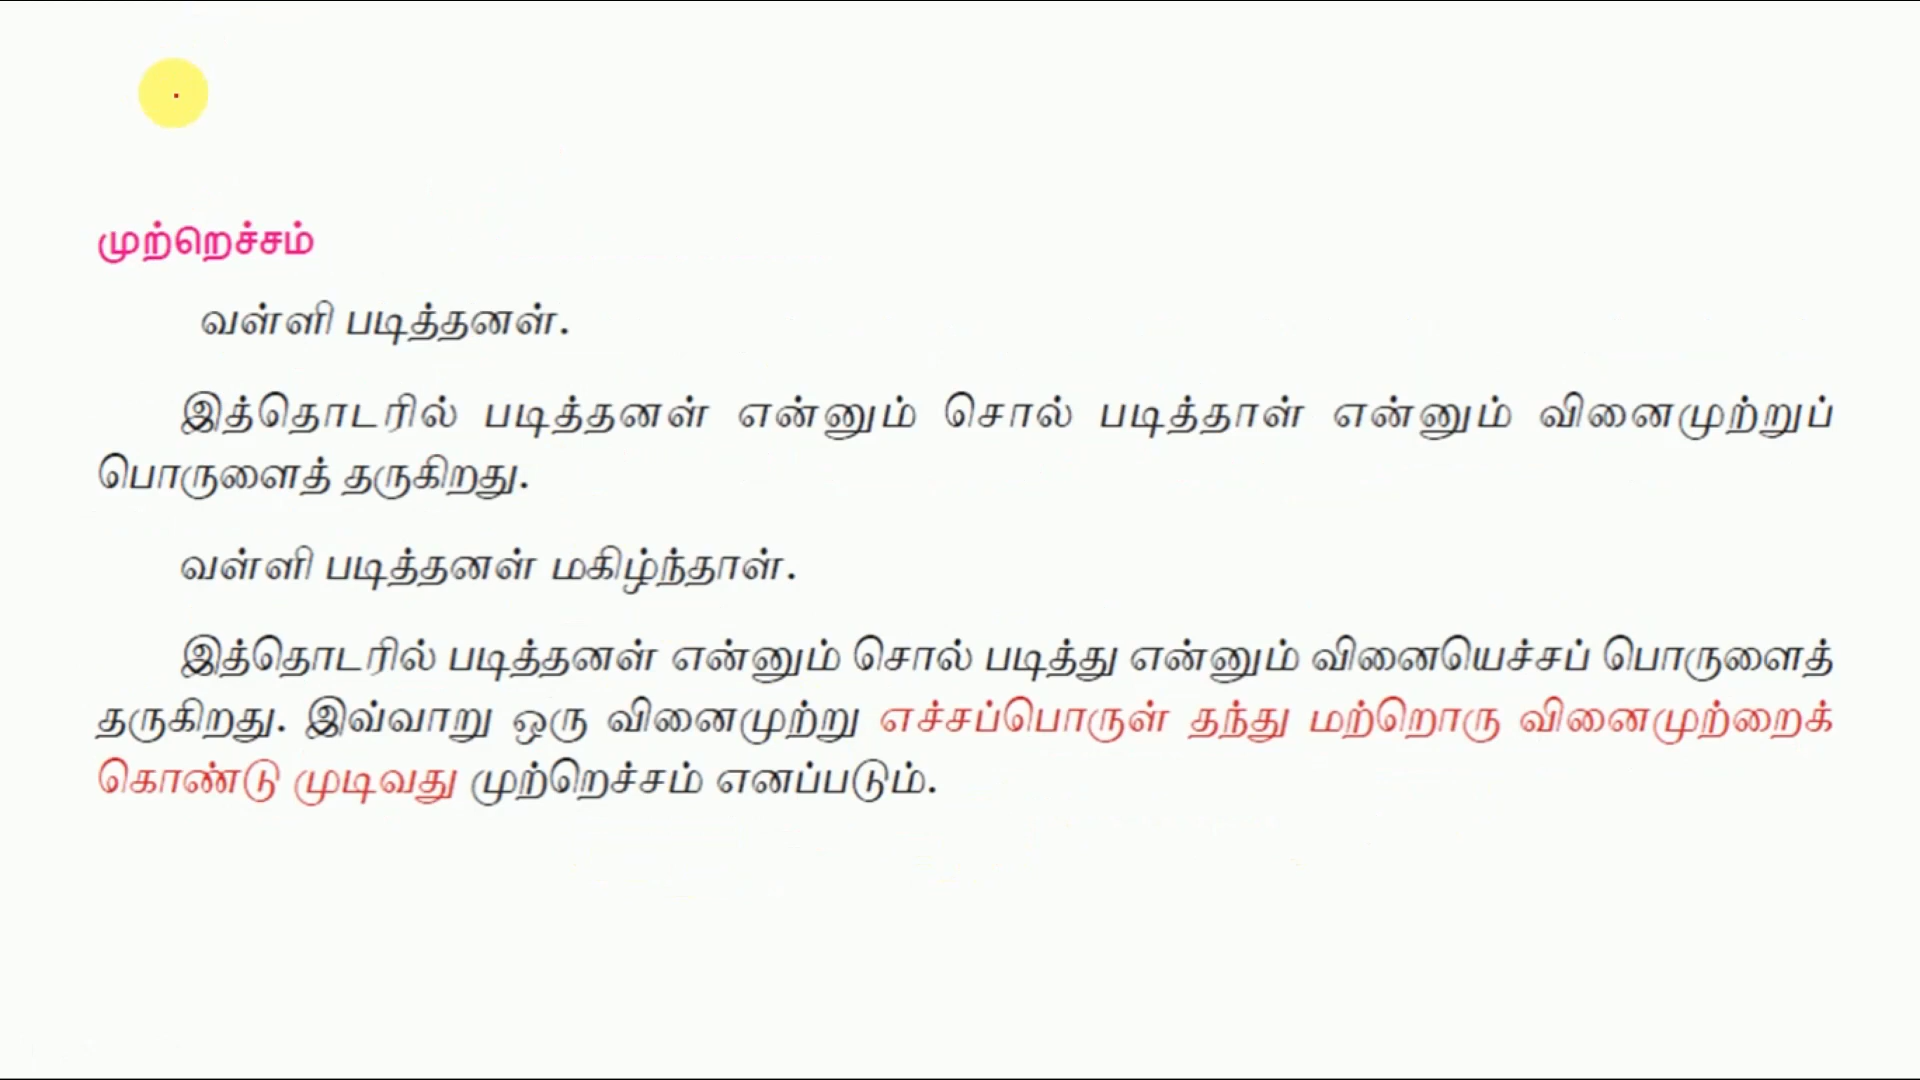 முற்றெச்சம்
வள்ளி படித்தனள்.
இத்தொடரில் படித்தனள் என்னும் சொல் படித்தாள் என்னும் வினைமுற்றுப்
பொருளைத் தருகிறது.
வள்ளி படித்தனள் மகிழ்ந்தாள்.
இத்தொடரில் படித்தனள் என்னும் சொல் படித்து என்னும் வினையெச்சப் பொருளைத்
தருகிறது. இவ்வாறு ஒரு வினைமுற்று எச்சப்பொருள் தந்து மற்றொரு வினைமுற்றைக்
கொண்டு முடிவது முற்றெச்சம் எனப்படும்.